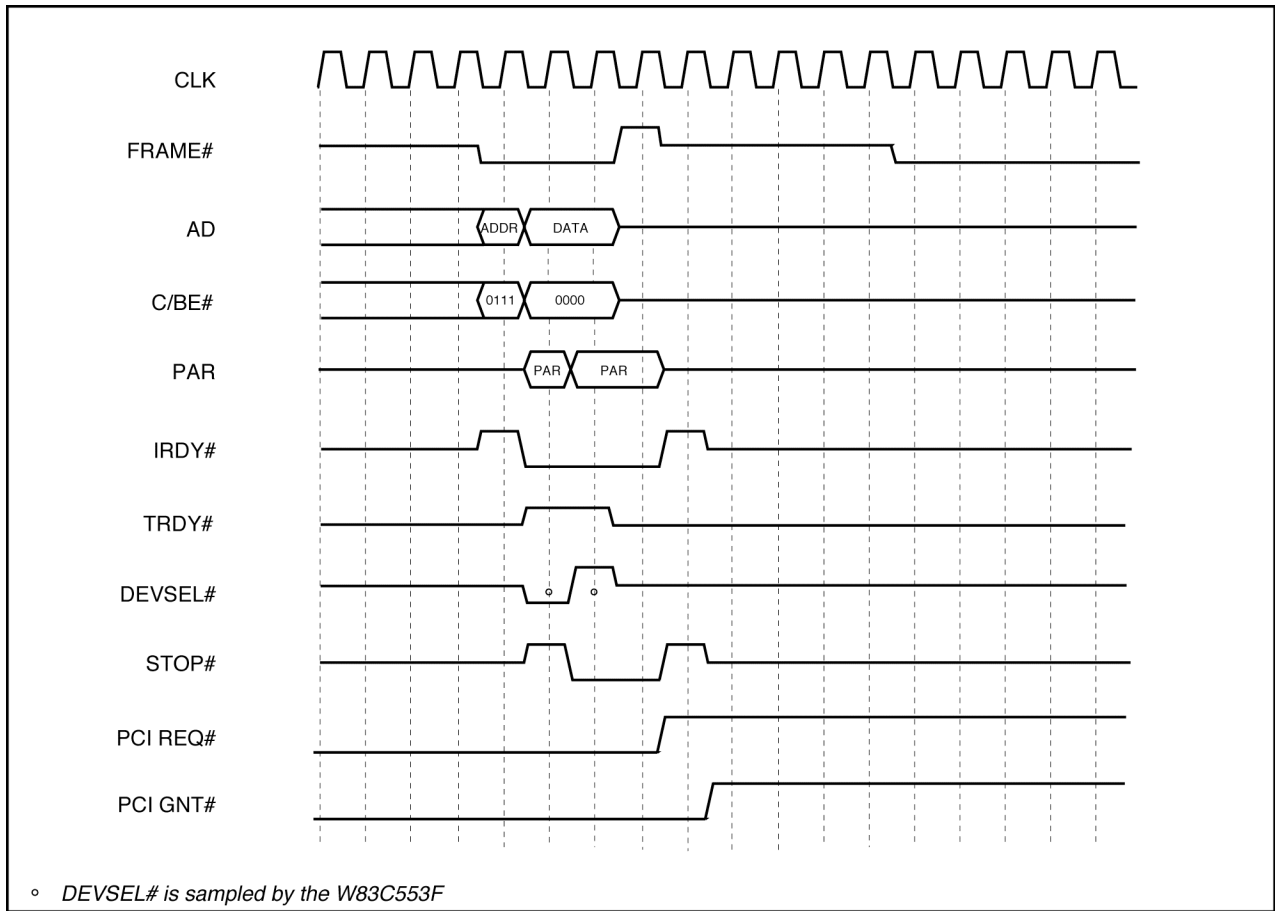 CLK
FRAME#
AD
ADDR DATA
C/BE#
0111 0000
PAR
PAR PAR
IRDY#
TRDY#
DEVSEL#
STOP#
PCI REQ#
PCI GNT#
° DEVSEL# is sampled by the W83C553F